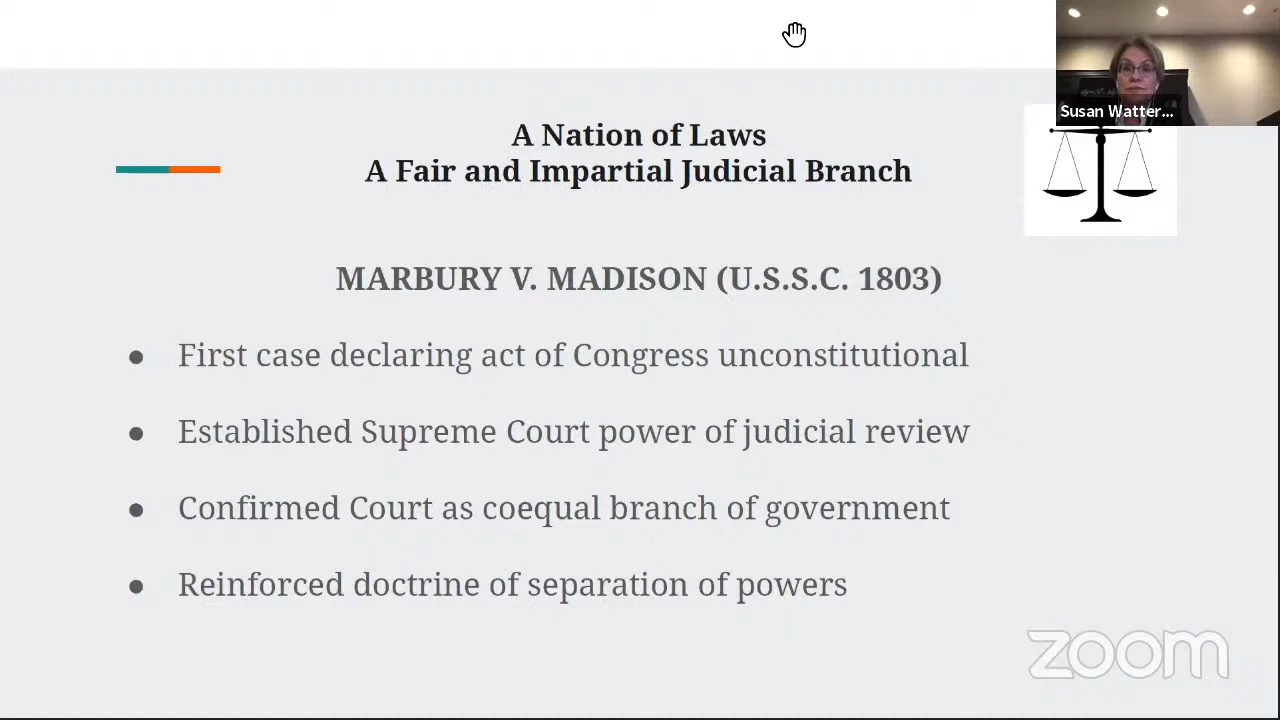 Susan Watter...
A Nation of Laws
A Fair and Impartial Judicial Branch
MARBURY V. MADISON (U.S.S.C. 1803)
● First case declaring act of Congress unconstitutional
● Established Supreme Court power of judicial review
● Confirmed Court as coequal branch of government
● Reinforced doctrine of separation of powers
zoom